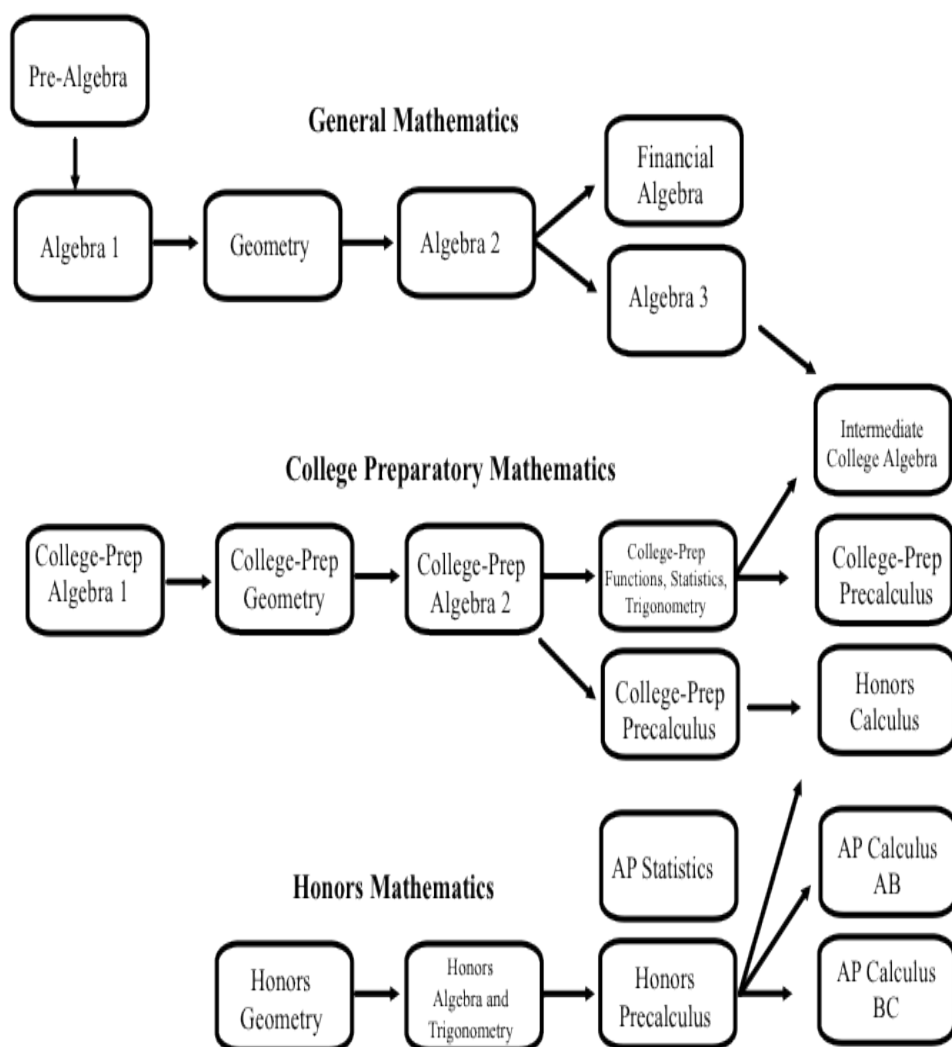 Pre-Algebra
General Mathematics
Financial
Algebra
Algebra 1
Geometry
Algebra 2
Algebra 3
Intermediate
College Algebra
College Preparatory Mathematics
College-Prep
Algebra 1
College-Prep
Geometry
College-Prep
Algebra 2
College-Prep
Functions, Statistics,
Trigonometry
College-Prep
Precalculus
College-Prep
Precalculus
Honors
Calculus
AP Statistics
AP Calculus
AB
Honors Mathematics
Honors
Geometry
Honors
Algebra and
Trigonometry
Honors
Precalculus
AP Calculus
BC